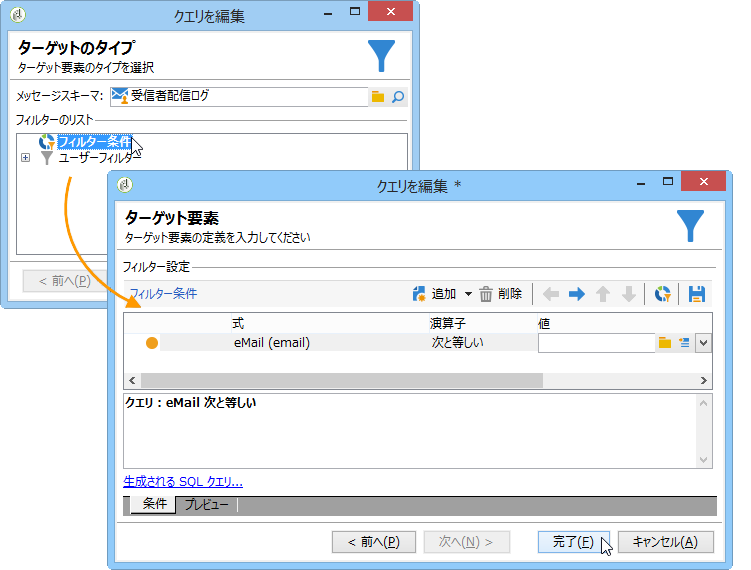 クエリを編集
ターゲットのタイプ
ターゲット要素のタイプを選択
メッセージスキーマ: 受信者配信ログ
フィルターのリスト
フィルター条件
ユーザーフィルター
< 前へ(P)
クエリを編集 *
ターゲット要素
ターゲット要素の定義を入力してください
フィルター設定
フィルター条件 追加 削除
式 演算子 値
eMail (email) 次と等しい
クエリ : eMail 次と等しい
生成される SQL クエリ...
条件 プレビュー
< 前へ(P) 次へ(N) > 完了(F) キャンセル(A)